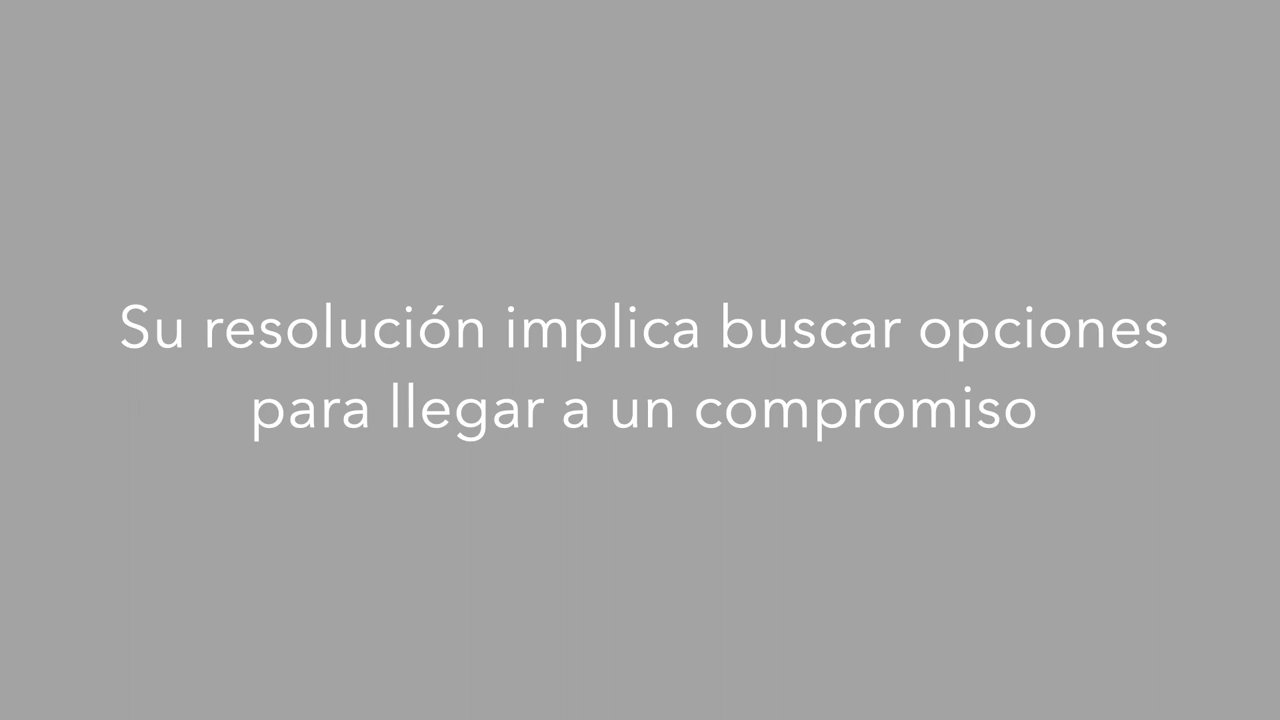 Su resolución implica buscar opciones
para llegar a un compromiso